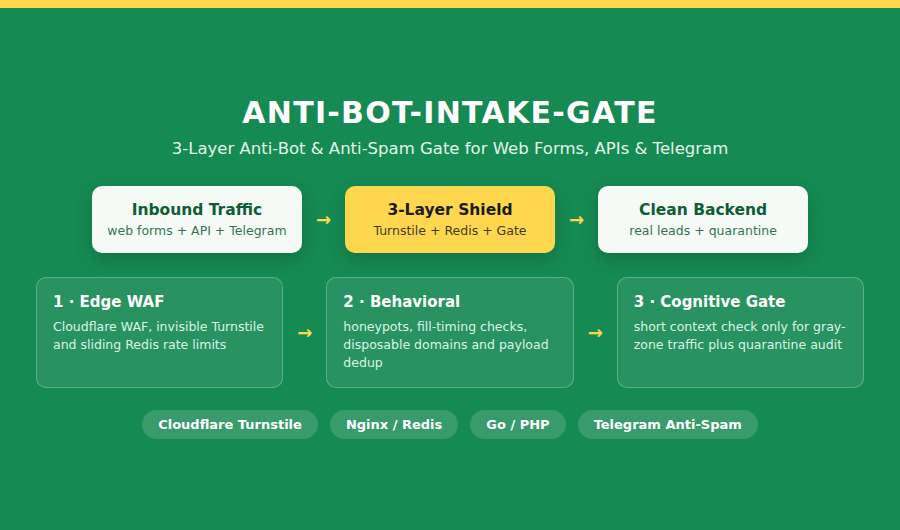 ANTI-BOT-INTAKE-GATE
3-Layer Anti-Bot & Anti-Spam Gate for Web Forms, APIs & Telegram
Inbound Traffic
web forms + API + Telegram
→
3-Layer Shield
Turnstile + Redis + Gate
→
Clean Backend
real leads + quarantine
1 · Edge WAF
Cloudflare WAF, invisible Turnstile
and sliding Redis rate limits
→
2 · Behavioral
honeypots, fill-timing checks,
disposable domains and payload
dedup
→
3 · Cognitive Gate
short context check only for gray-
zone traffic plus quarantine audit
Cloudflare Turnstile
Nginx / Redis
Go / PHP
Telegram Anti-Spam